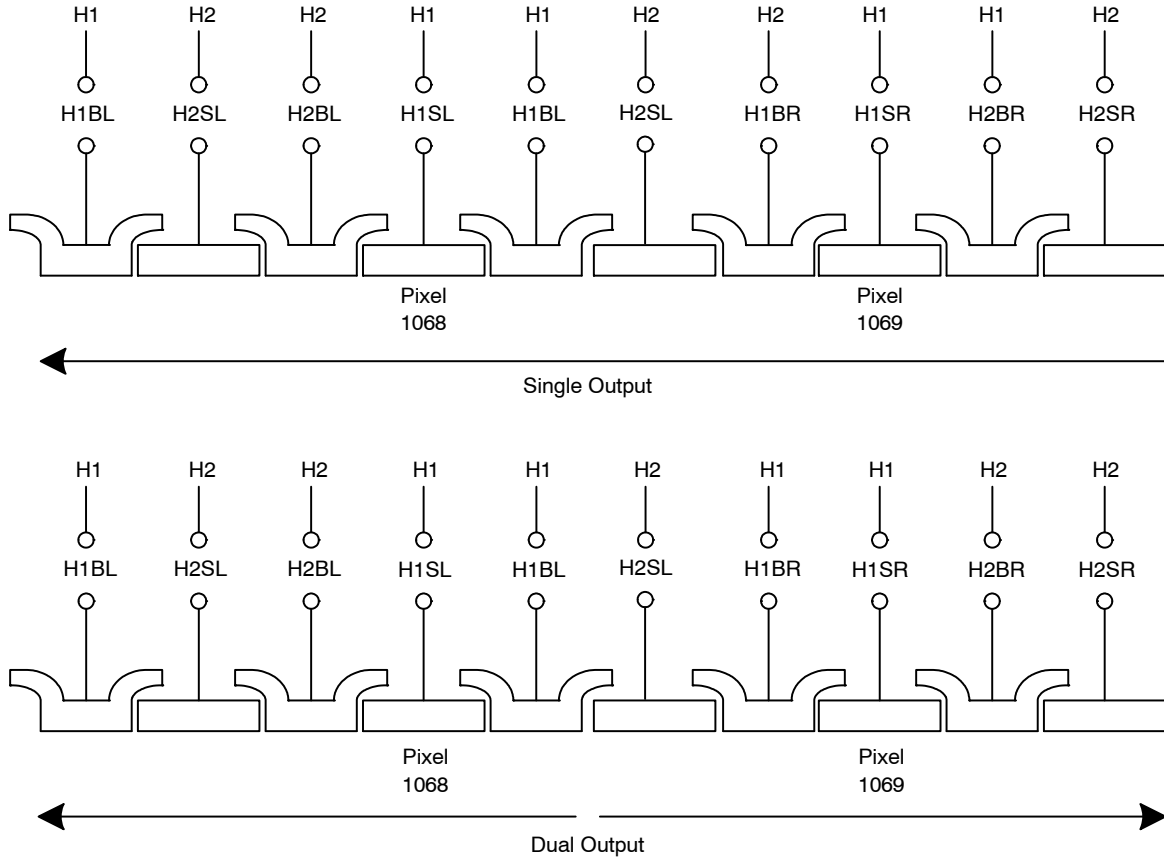 H1 H2 H2 H1 H1 H2 H2 H1 H1 H2
H1BL H2SL H2BL H1SL H1BL H2SL H1BR H1SR H2BR H2SR
Pixel Pixel
1068 1069
Single Output
H1 H2 H2 H1 H1 H2 H1 H1 H2 H2
H1BL H2SL H2BL H1SL H1BL H2SL H1BR H1SR H2BR H2SR
Pixel Pixel
1068 1069
Dual Output